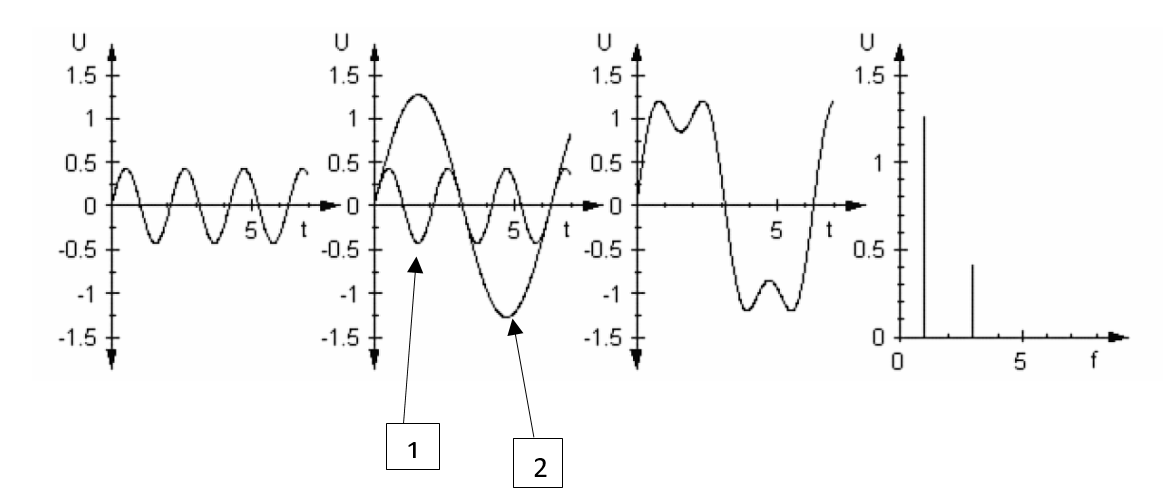 U U U U
1.5 1.5 1.5 1.5
1 1 1 1
0.5 0.5 0.5
0 0 0
5 t 5 t 5 t
-0.5 -0.5 -0.5 0.5
-1 -1 -1
-1.5 -1.5 -1.5 0
0 5 f
1
2